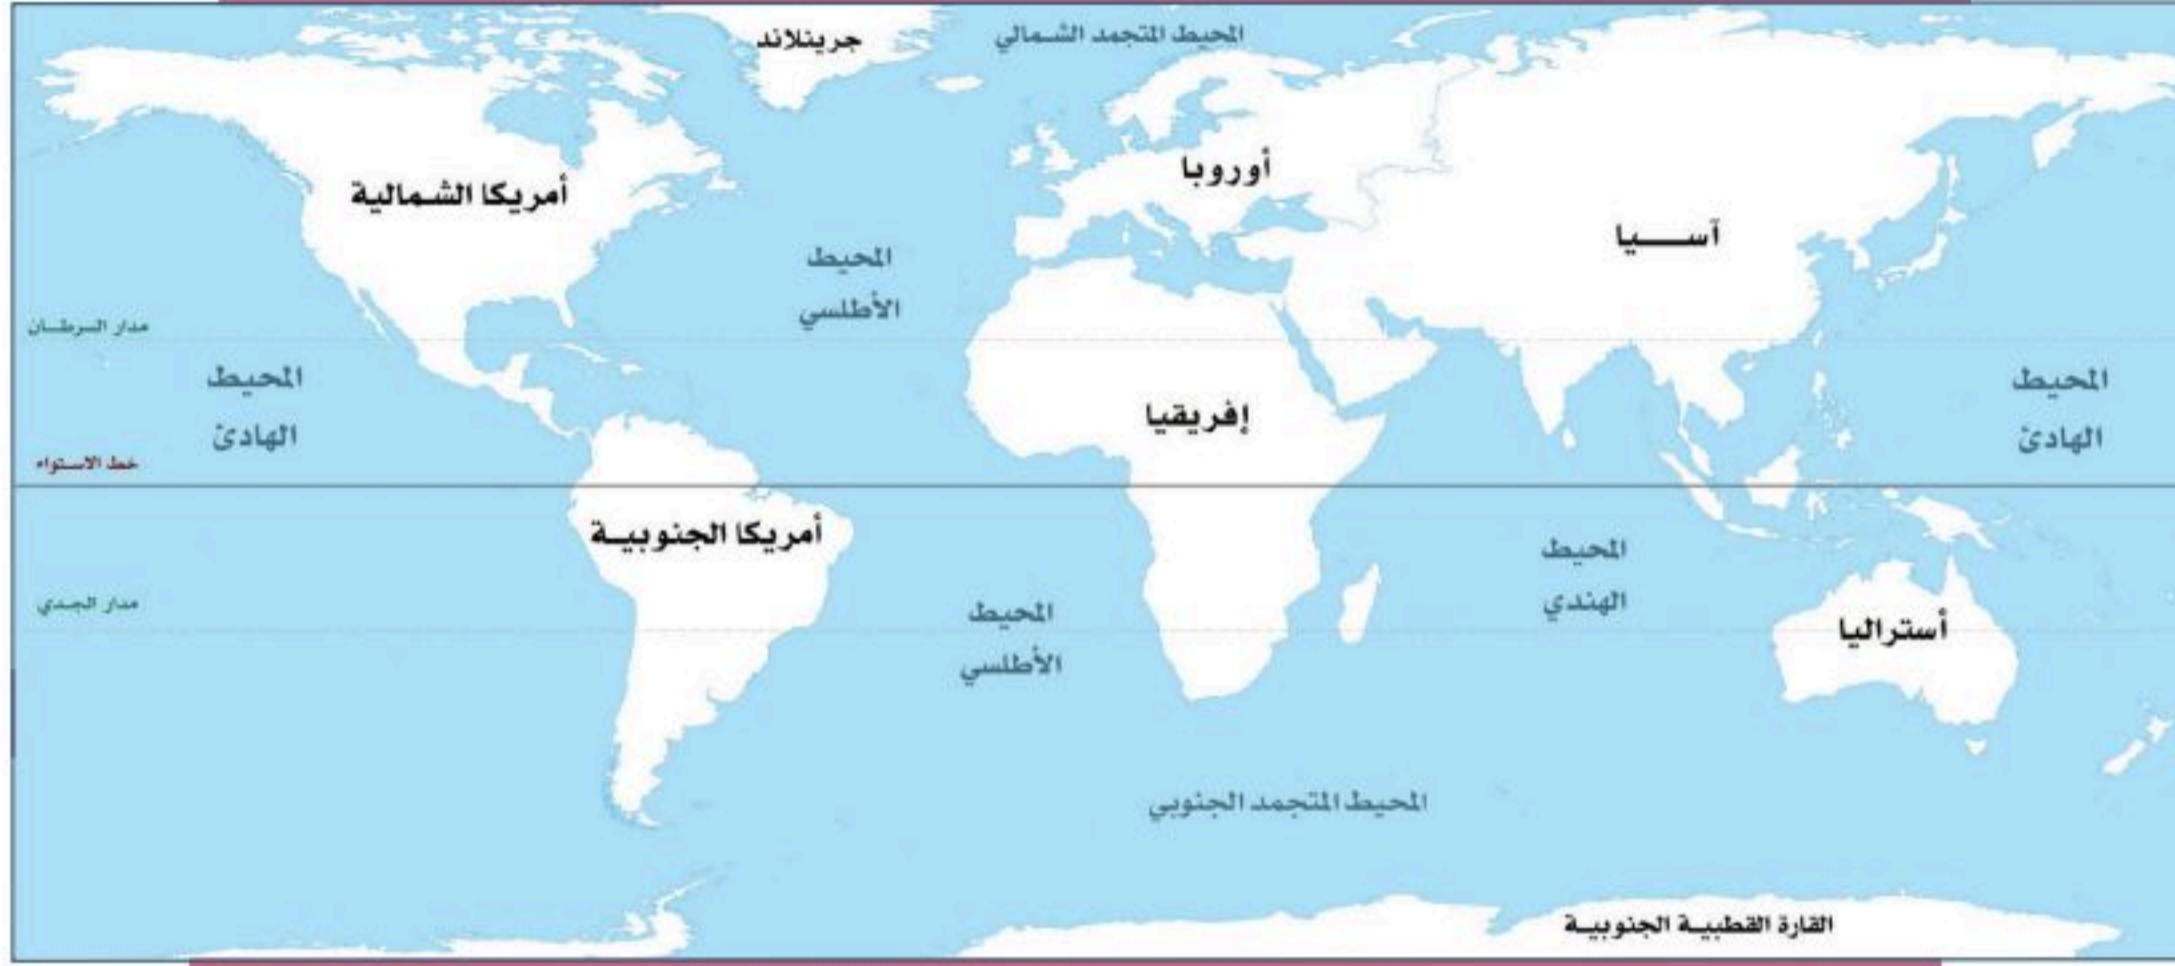 جرينلاند
المحيط المتجمد الشمالي
أوروبا
أمريكا الشمالية
آسيا
المحيط
الأطلسي
مدار السرطان
المحيط
الهادئ
المحيط
الهادئ
إفريقيا
خط الاستواء
أمريكا الجنوبية
المحيط
الهندي
مدار الجدي
المحيط
الأطلسي
أستراليا
المحيط المتجمد الجنوبي
القارة القطبية الجنوبية